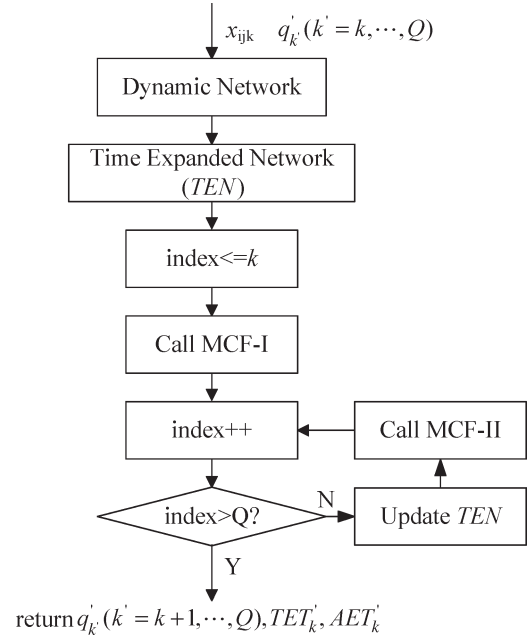 x_ijk q'_k' (k' = k, ⋯, Q)
Dynamic Network
Time Expanded Network
(TEN)
index<=k
Call MCF-I
index++
Call MCF-II
index>Q?
N
Update TEN
Y
return q'_k' (k' = k+1, ⋯, Q), TET'_k, AET'_k